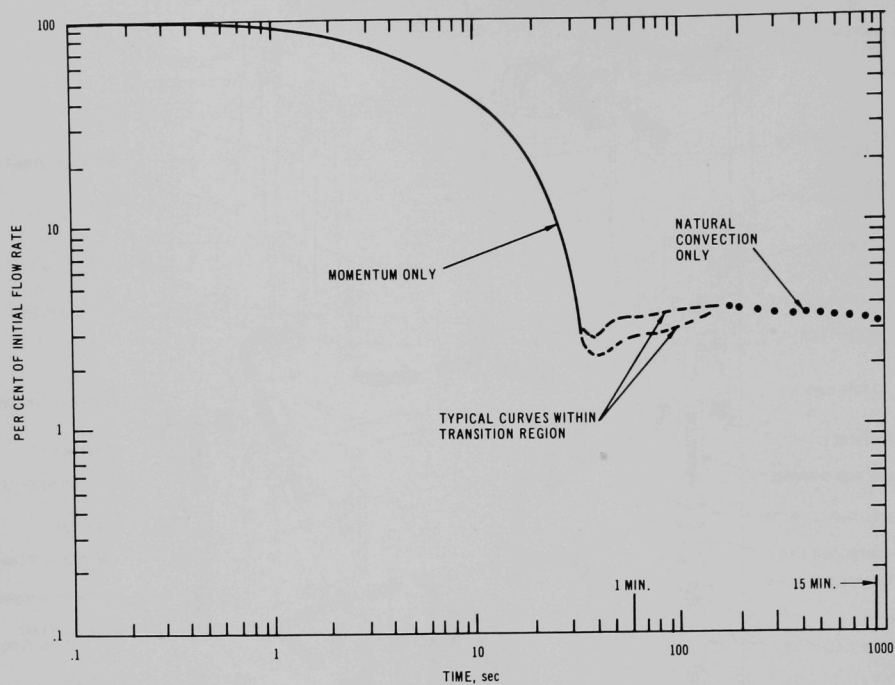 100
10
1
.1
PER CENT OF INITIAL FLOW RATE
MOMENTUM ONLY
NATURAL
CONVECTION
ONLY
TYPICAL CURVES WITHIN
TRANSITION REGION
1 MIN.
15 MIN.
.1
1
10
100
1000
TIME, sec